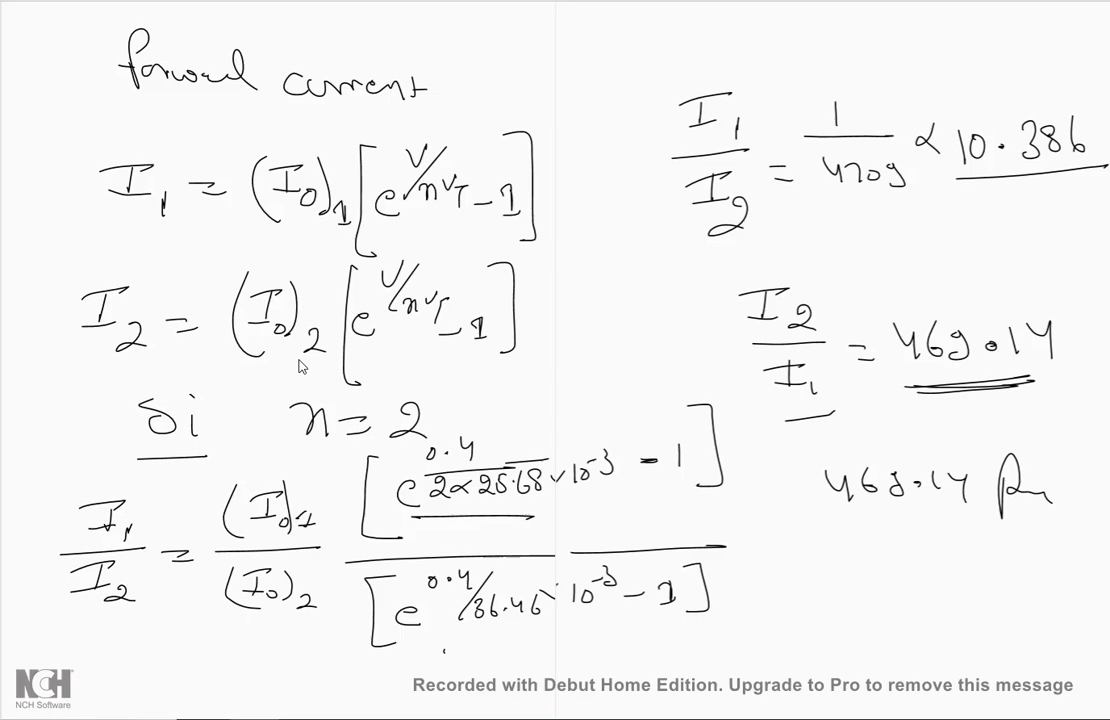 forward current
I₁ = (I₀)₁ [e^(V/nVT) - 1]
I₂ = (I₀)₂ [e^(V/nVT) - 1]
Si n = 2
I₁/I₂ = (I₀)₁/(I₀)₂ [e^(0.4/(2×25.68×10⁻³)) - 1] / [e^(0.4/36.46×10⁻³) - 1]
I₁/I₂ = 1/4709 × 10.386
I₂/I₁ = 469.14
469.14
NCH
NCH Software
Recorded with Debut Home Edition. Upgrade to Pro to remove this message